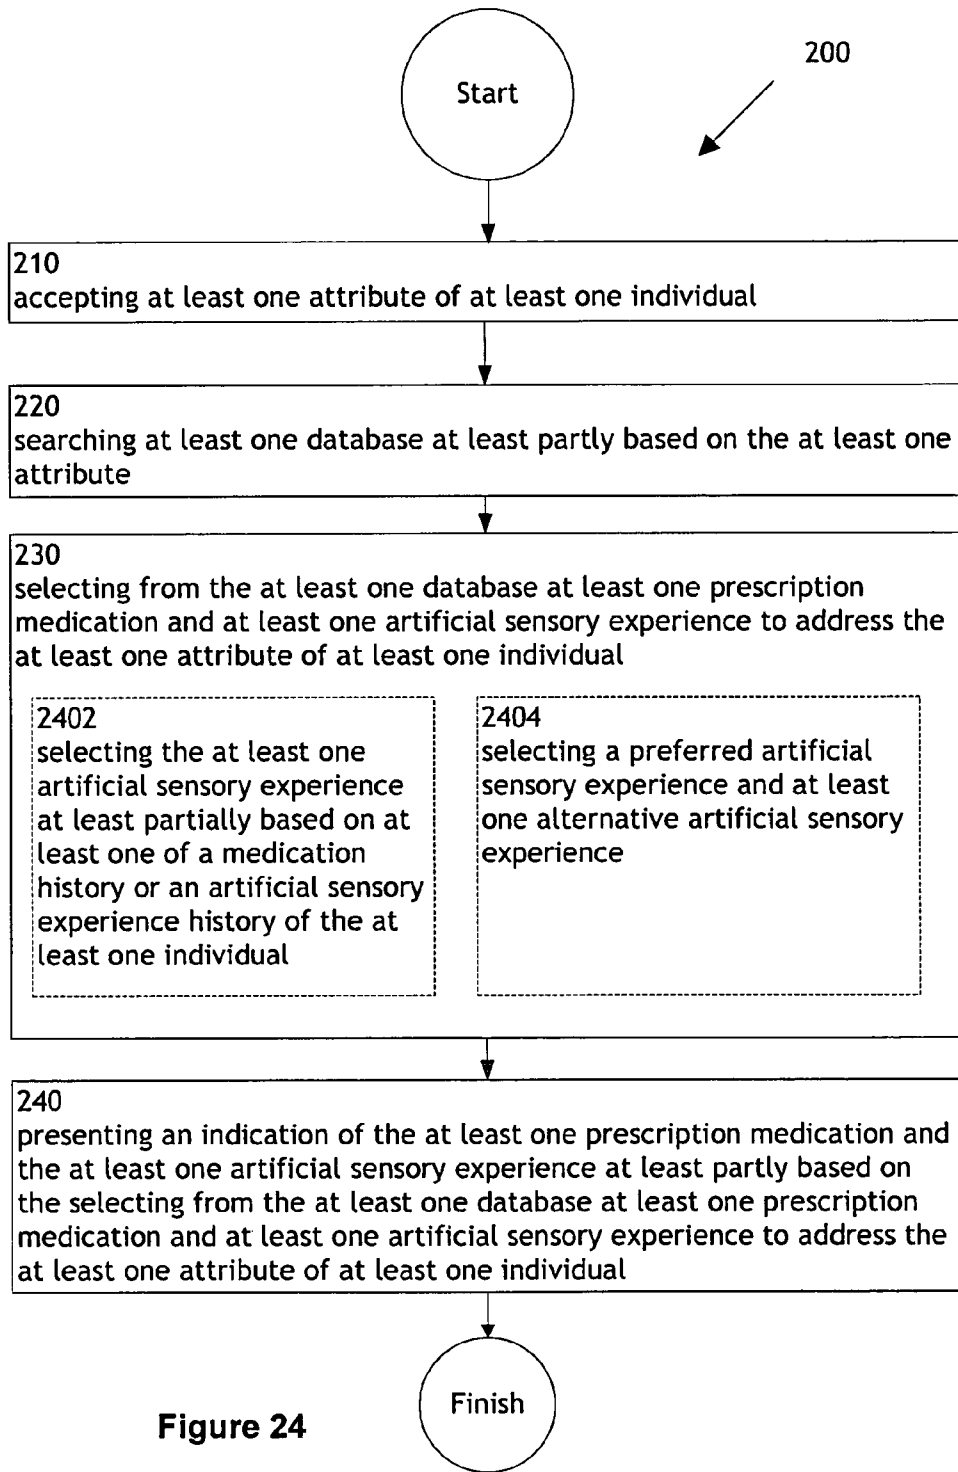 Start
200
210
accepting at least one attribute of at least one individual
220
searching at least one database at least partly based on the at least one
attribute
230
selecting from the at least one database at least one prescription
medication and at least one artificial sensory experience to address the
at least one attribute of at least one individual
2402
selecting the at least one
artificial sensory experience
at least partially based on at
least one of a medication
history or an artificial sensory
experience history of the at
least one individual
2404
selecting a preferred artificial
sensory experience and at least
one alternative artificial sensory
experience
240
presenting an indication of the at least one prescription medication and
the at least one artificial sensory experience at least partly based on
the selecting from the at least one database at least one prescription
medication and at least one artificial sensory experience to address the
at least one attribute of at least one individual
Finish
Figure 24